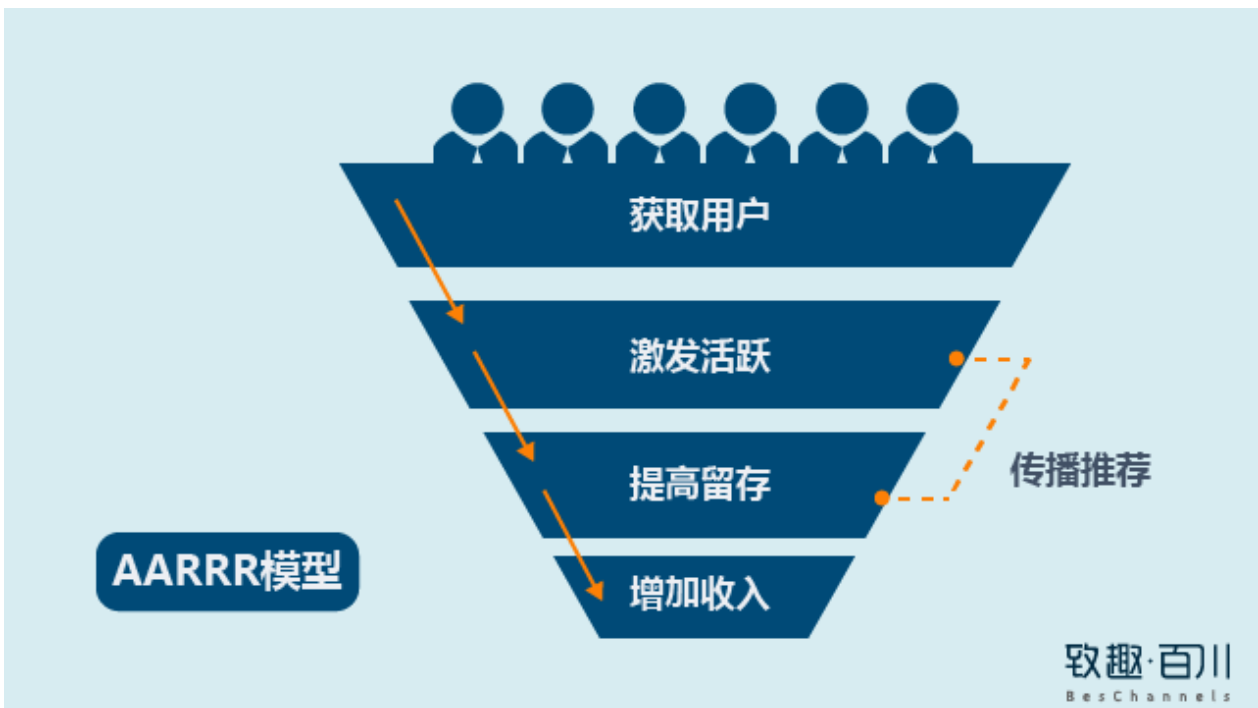 获取用户
激发活跃
提高留存
传播推荐
AARRR模型
增加收入
致趣·百川
BesChannels